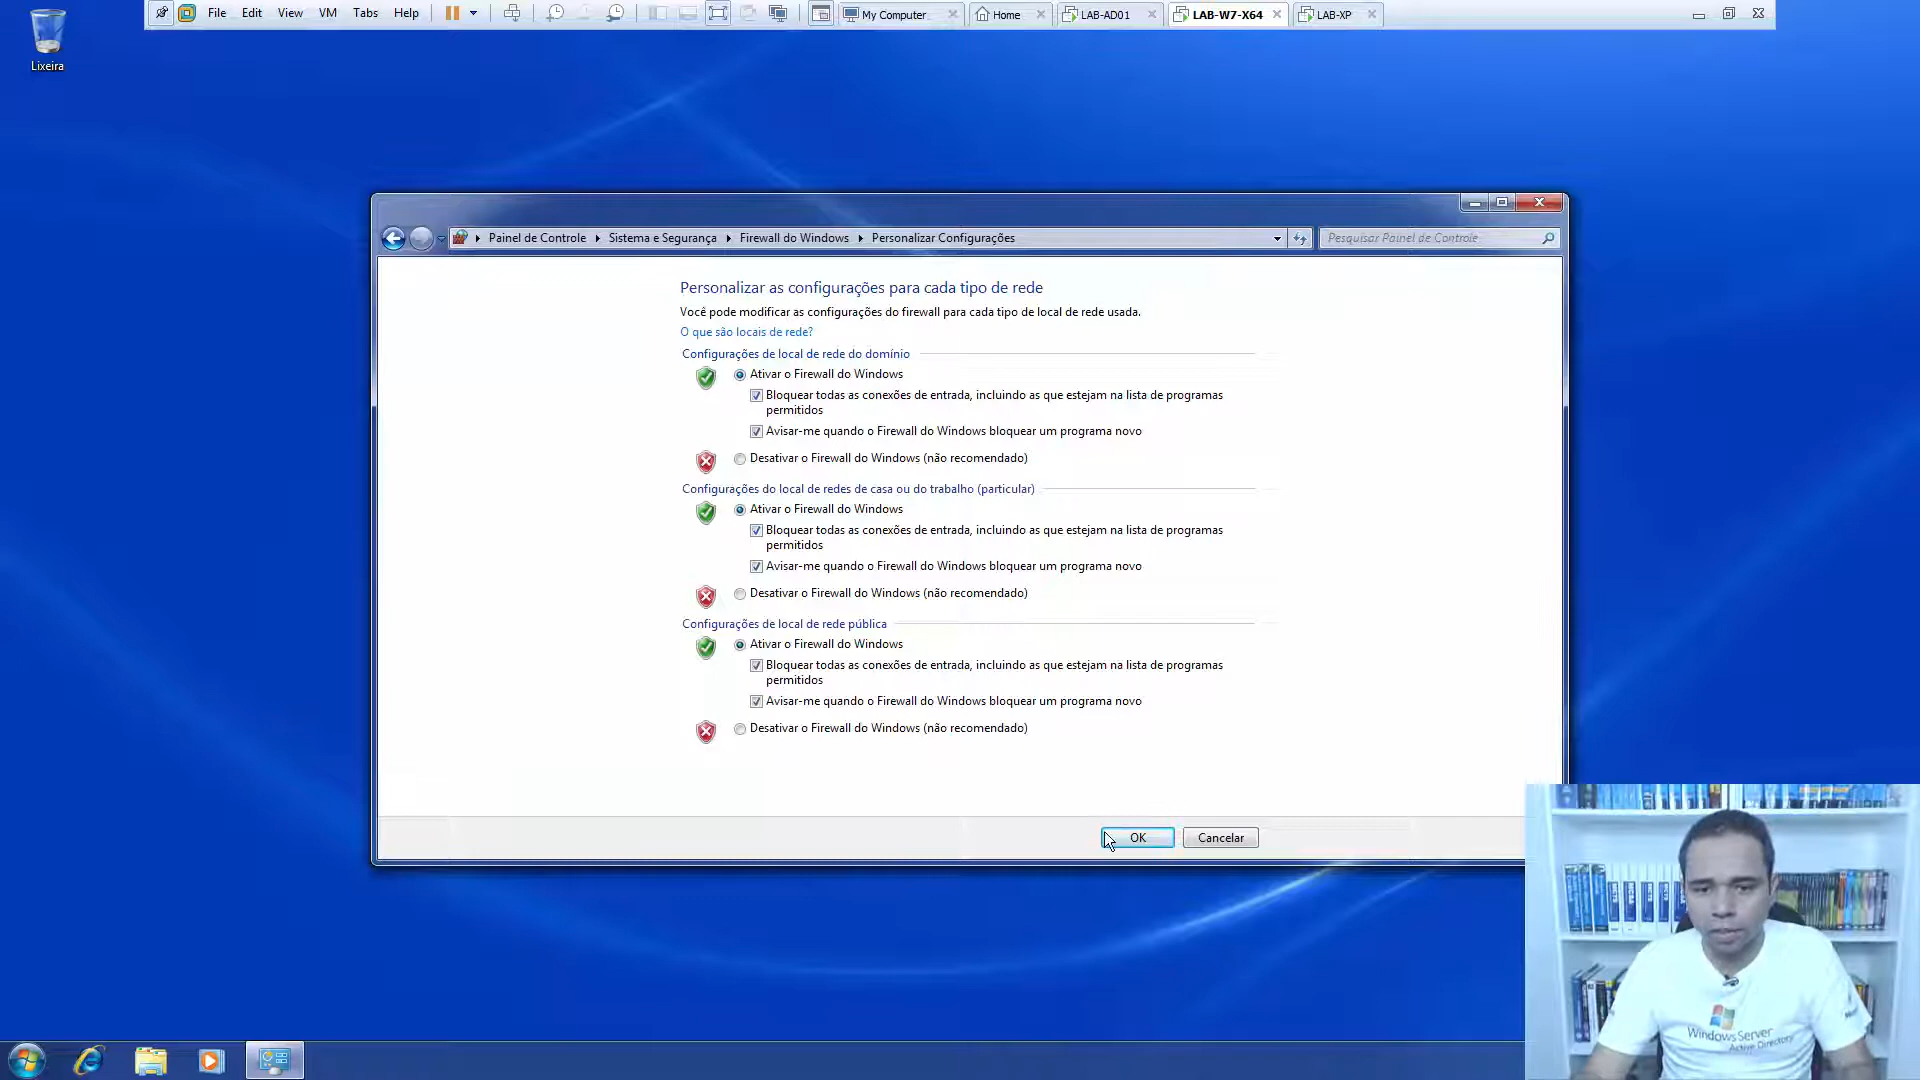 File Edit View VM Tabs Help My Computer Home LAB-AD01 LAB-W7-X64 LAB-XP
Lixeira
Painel de Controle Sistema e Segurança Firewall do Windows Personalizar Configurações Pesquisar Painel de Controle
Personalizar as configurações para cada tipo de rede
Você pode modificar as configurações do firewall para cada tipo de local de rede usada.
O que são locais de rede?
Configurações de local de rede do domínio
Ativar o Firewall do Windows
Bloquear todas as conexões de entrada, incluindo as que estejam na lista de programas
permitidos
Avisar-me quando o Firewall do Windows bloquear um programa novo
Desativar o Firewall do Windows (não recomendado)
Configurações do local de redes de casa ou do trabalho (particular)
Ativar o Firewall do Windows
Bloquear todas as conexões de entrada, incluindo as que estejam na lista de programas
permitidos
Avisar-me quando o Firewall do Windows bloquear um programa novo
Desativar o Firewall do Windows (não recomendado)
Configurações de local de rede pública
Ativar o Firewall do Windows
Bloquear todas as conexões de entrada, incluindo as que estejam na lista de programas
permitidos
Avisar-me quando o Firewall do Windows bloquear um programa novo
Desativar o Firewall do Windows (não recomendado)
OK Cancelar
Windows Server
Active Directory